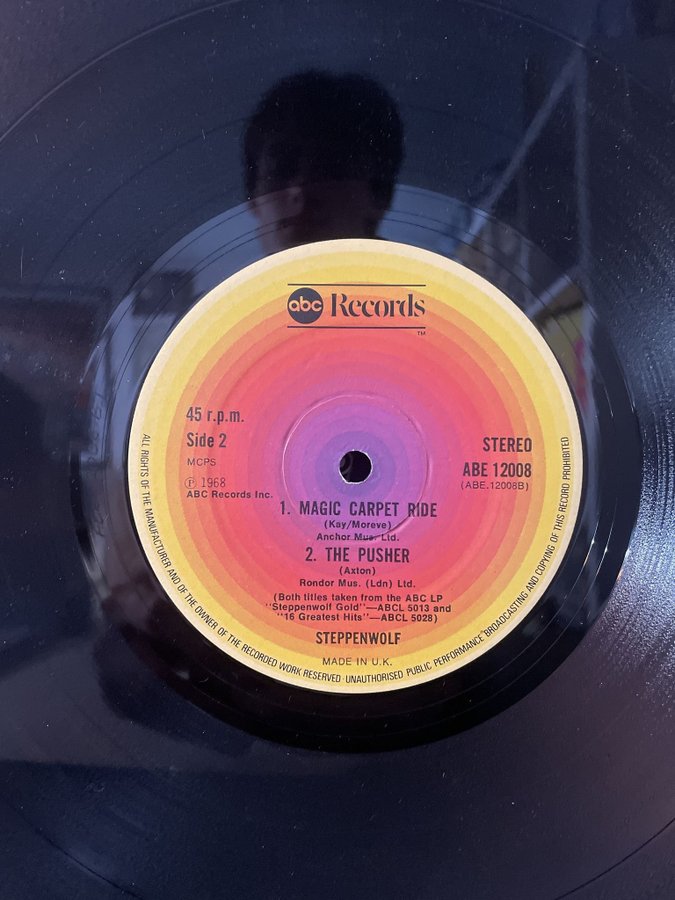 abc Records
TM
45 r.p.m.
Side 2
MCPS
Ⓟ 1968
ABC Records Inc.
STEREO
ABE 12008
(ABE.12008B)
1. MAGIC CARPET RIDE
(Kay/Moreve)
Anchor Mus. Ltd.
2. THE PUSHER
(Axton)
Rondor Mus. (Ldn) Ltd.
(Both titles taken from the ABC LP
"Steppenwolf Gold"—ABCL 5013 and
"16 Greatest Hits"—ABCL 5028)
STEPPENWOLF
MADE IN U.K.
ALL RIGHTS OF THE MANUFACTURER AND OF THE OWNER OF THE RECORDED WORK RESERVED · UNAUTHORISED PUBLIC PERFORMANCE BROADCASTING AND COPYING OF THIS RECORD PROHIBITED